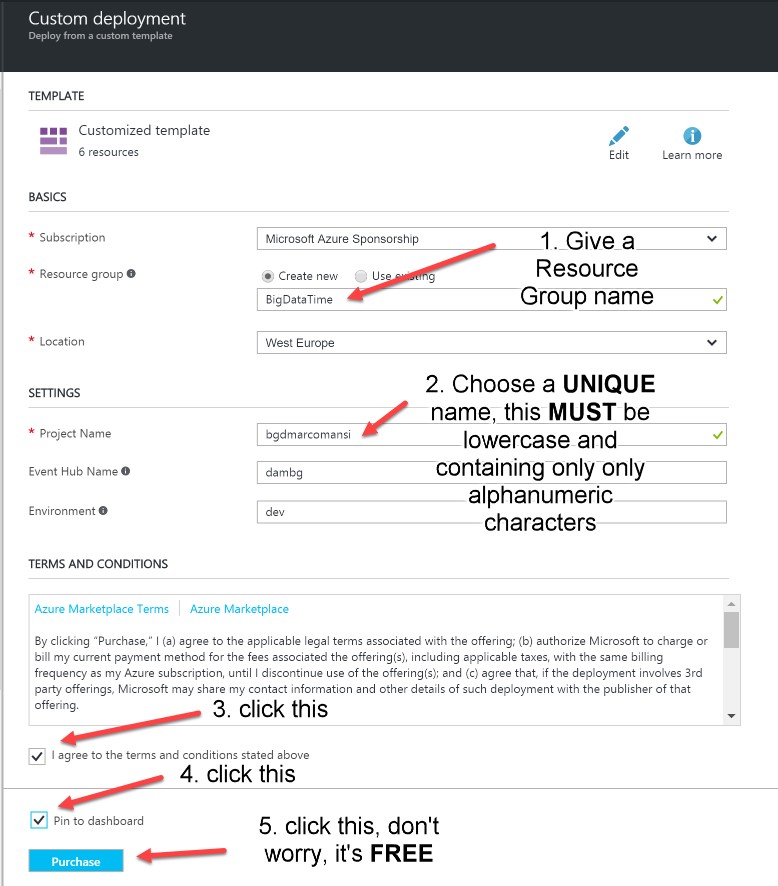 Custom deployment
Deploy from a custom template
TEMPLATE
Customized template
6 resources
Edit
Learn more
BASICS
* Subscription
Microsoft Azure Sponsorship
1. Give a
Resource
Group name
* Resource group
Create new
Use existing
BigDataTime
* Location
West Europe
SETTINGS
2. Choose a UNIQUE
name, this MUST be
lowercase and
containing only only
alphanumeric
characters
* Project Name
bgdmarcomansi
Event Hub Name
dambg
Environment
dev
TERMS AND CONDITIONS
Azure Marketplace Terms
Azure Marketplace
By clicking "Purchase," I (a) agree to the applicable legal terms associated with the offering; (b) authorize Microsoft to charge or
bill my current payment method for the fees associated the offering(s), including applicable taxes, with the same billing
frequency as my Azure subscription, until I discontinue use of the offering(s); and (c) agree that, if the deployment involves 3rd
party offerings, Microsoft may share my contact information and other details of such deployment with the publisher of that
offering.
3. click this
I agree to the terms and conditions stated above
4. click this
Pin to dashboard
5. click this, don't
worry, it's FREE
Purchase